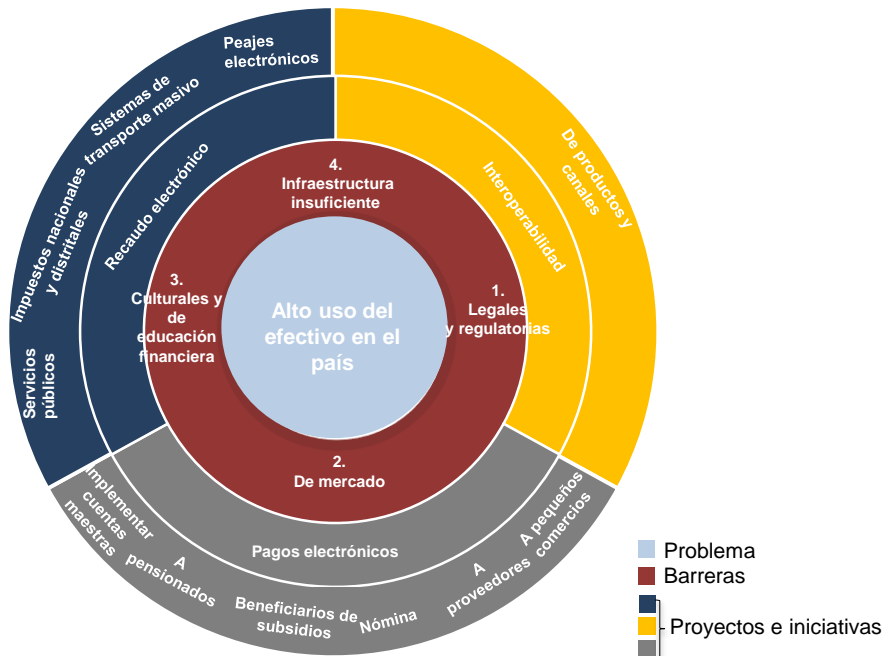 Peajes
electrónicos
Sistemas de
transporte masivo
Impuestos nacionales
y distritales
Servicios
públicos
Recaudo electrónico
De productos y
canales
Interoperabilidad
4.
Infraestructura
insuficiente
3.
Culturales y
de
educación
financiera
Alto uso del
efectivo en el
país
1.
Legales
y regulatorias
2.
De mercado
Pagos electrónicos
Implementar
cuentas
maestras
A
pensionados
Beneficiarios de
subsidios
Nómina
A
proveedores
A pequeños
comercios
Problema
Barreras
Proyectos e iniciativas